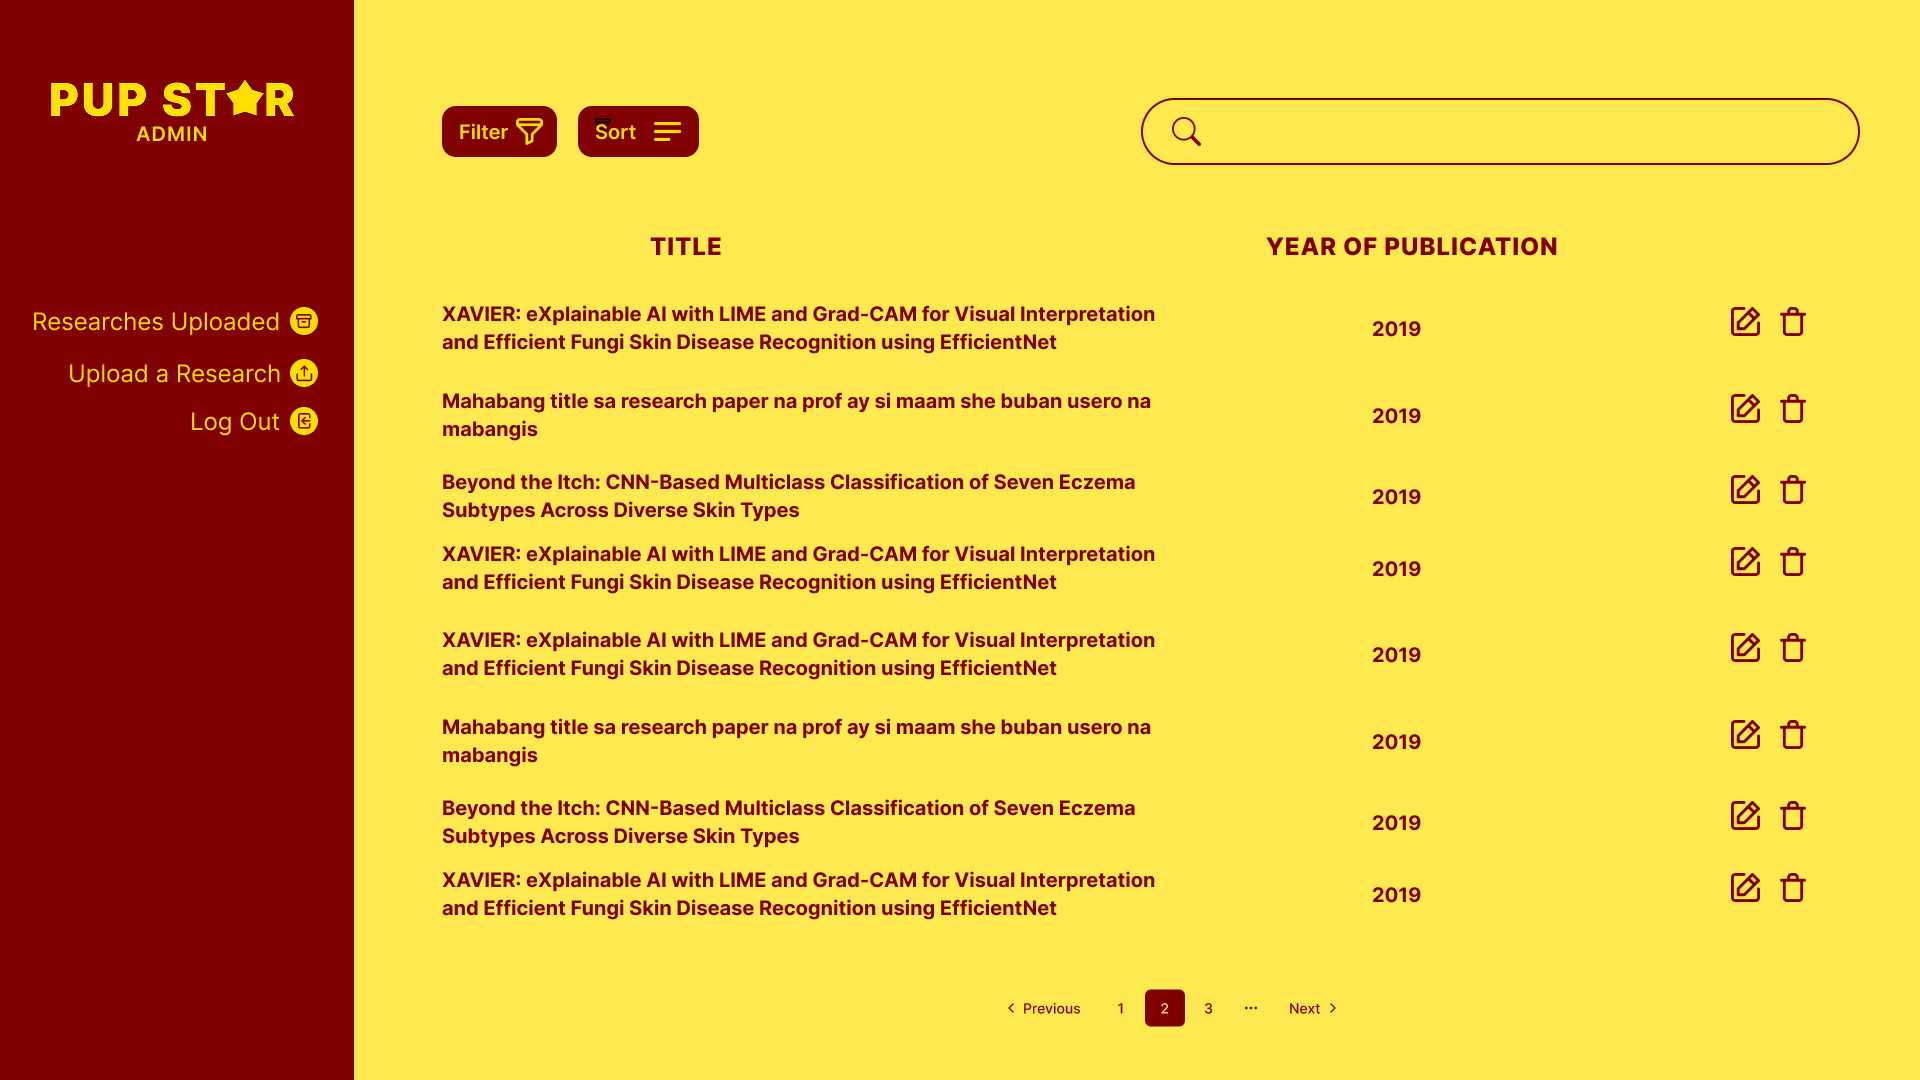 PUP STAR
ADMIN
Researches Uploaded
Upload a Research
Log Out
Filter
Sort
TITLE
YEAR OF PUBLICATION
XAVIER: eXplainable AI with LIME and Grad-CAM for Visual Interpretation
and Efficient Fungi Skin Disease Recognition using EfficientNet
2019
Mahabang title sa research paper na prof ay si maam she buban usero na
mabangis
2019
Beyond the Itch: CNN-Based Multiclass Classification of Seven Eczema
Subtypes Across Diverse Skin Types
2019
XAVIER: eXplainable AI with LIME and Grad-CAM for Visual Interpretation
and Efficient Fungi Skin Disease Recognition using EfficientNet
2019
XAVIER: eXplainable AI with LIME and Grad-CAM for Visual Interpretation
and Efficient Fungi Skin Disease Recognition using EfficientNet
2019
Mahabang title sa research paper na prof ay si maam she buban usero na
mabangis
2019
Beyond the Itch: CNN-Based Multiclass Classification of Seven Eczema
Subtypes Across Diverse Skin Types
2019
XAVIER: eXplainable AI with LIME and Grad-CAM for Visual Interpretation
and Efficient Fungi Skin Disease Recognition using EfficientNet
2019
Previous 1 2 3 ... Next